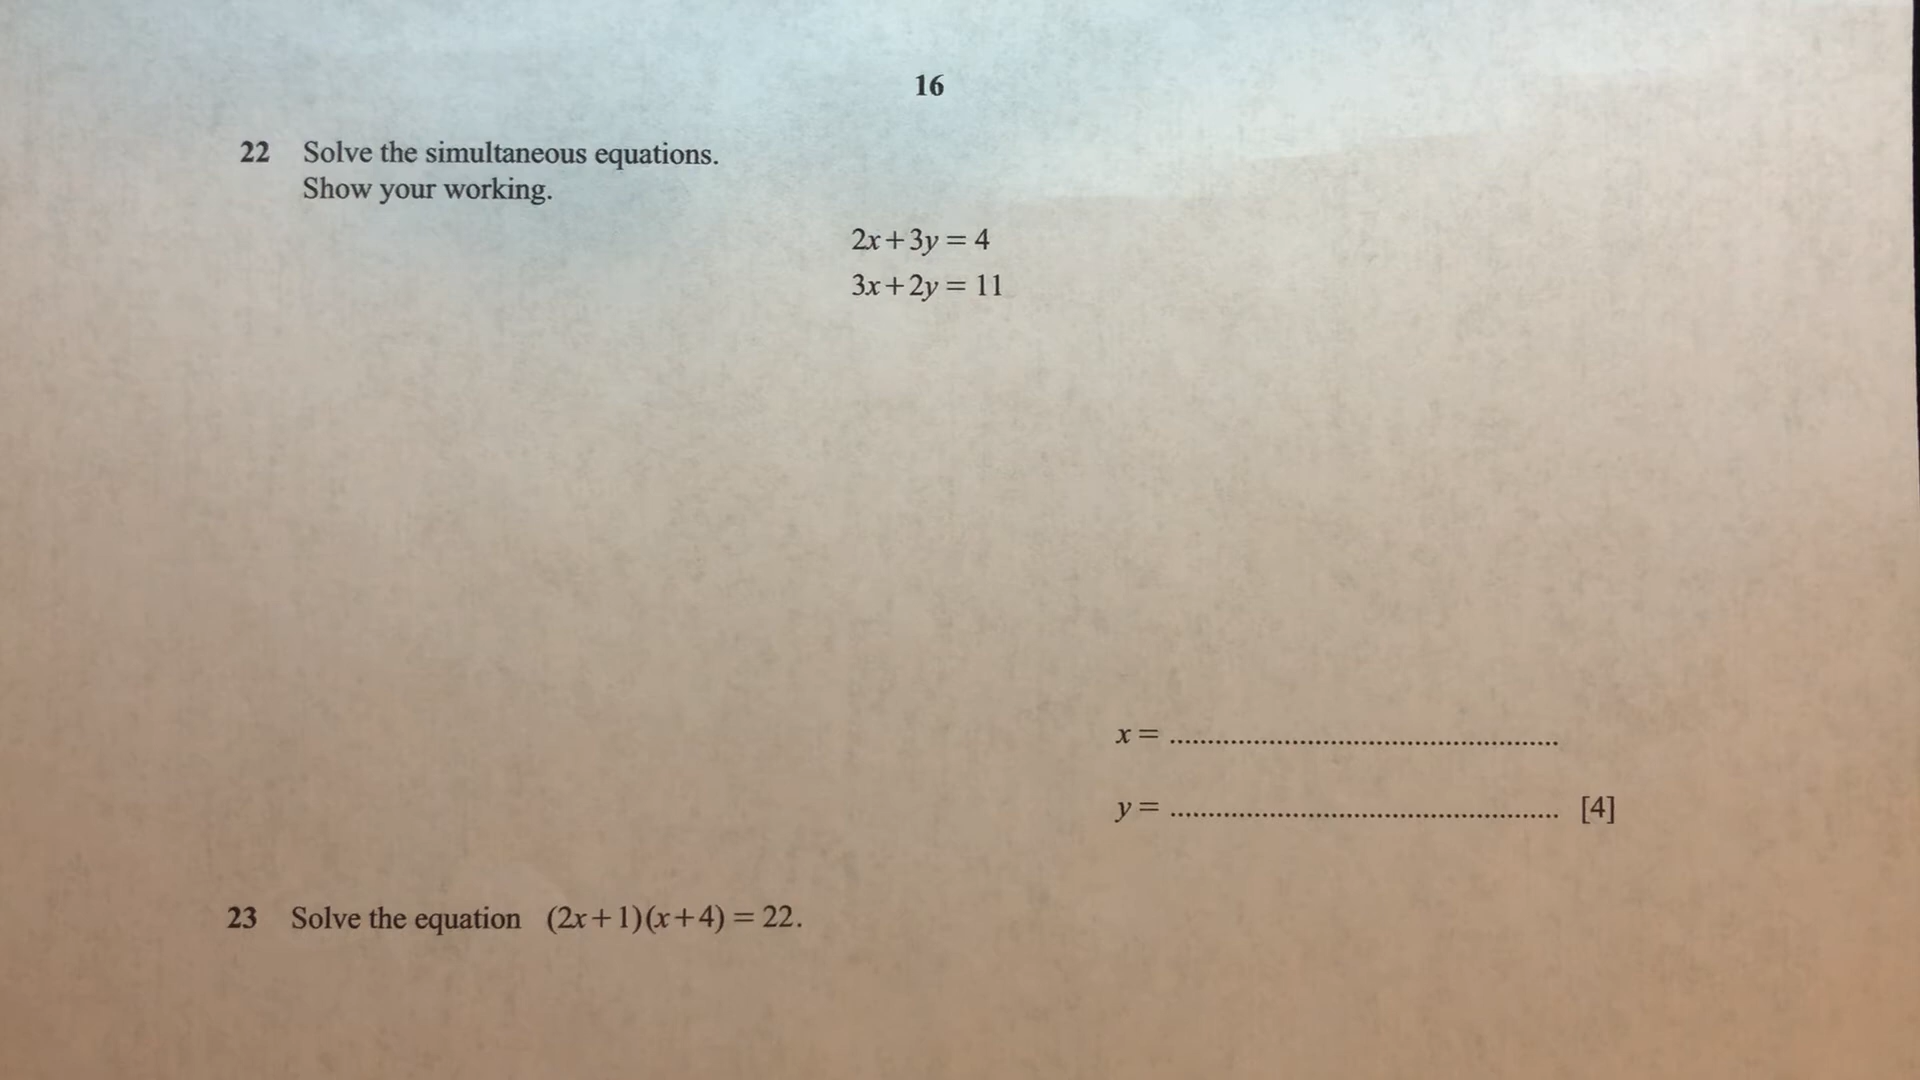 16
22 Solve the simultaneous equations.
Show your working.
2x+3y = 4
3x+2y = 11
x = ....................................................
y = .................................................... [4]
23 Solve the equation (2x+1)(x+4) = 22.